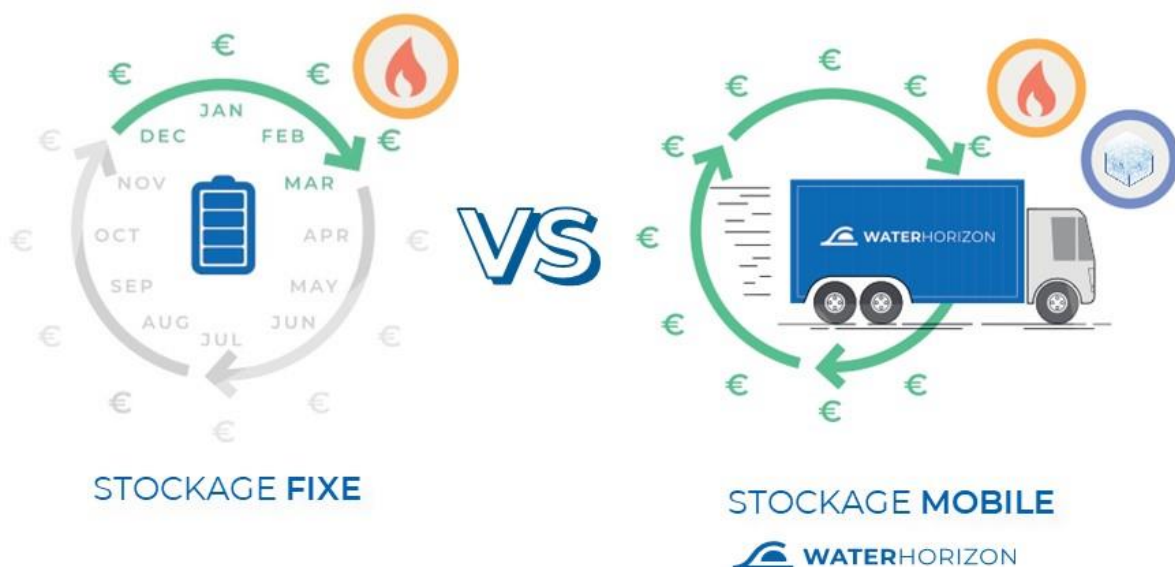 €
€
€
JAN
DEC
FEB
€
€
NOV
MAR
€
OCT
APR
€
SEP
MAY
AUG
JUN
JUL
€
€
€
€
€
STOCKAGE FIXE
VS
€
€
€
€
€
€
€
€
€
€
WATERHORIZON
STOCKAGE MOBILE
WATERHORIZON